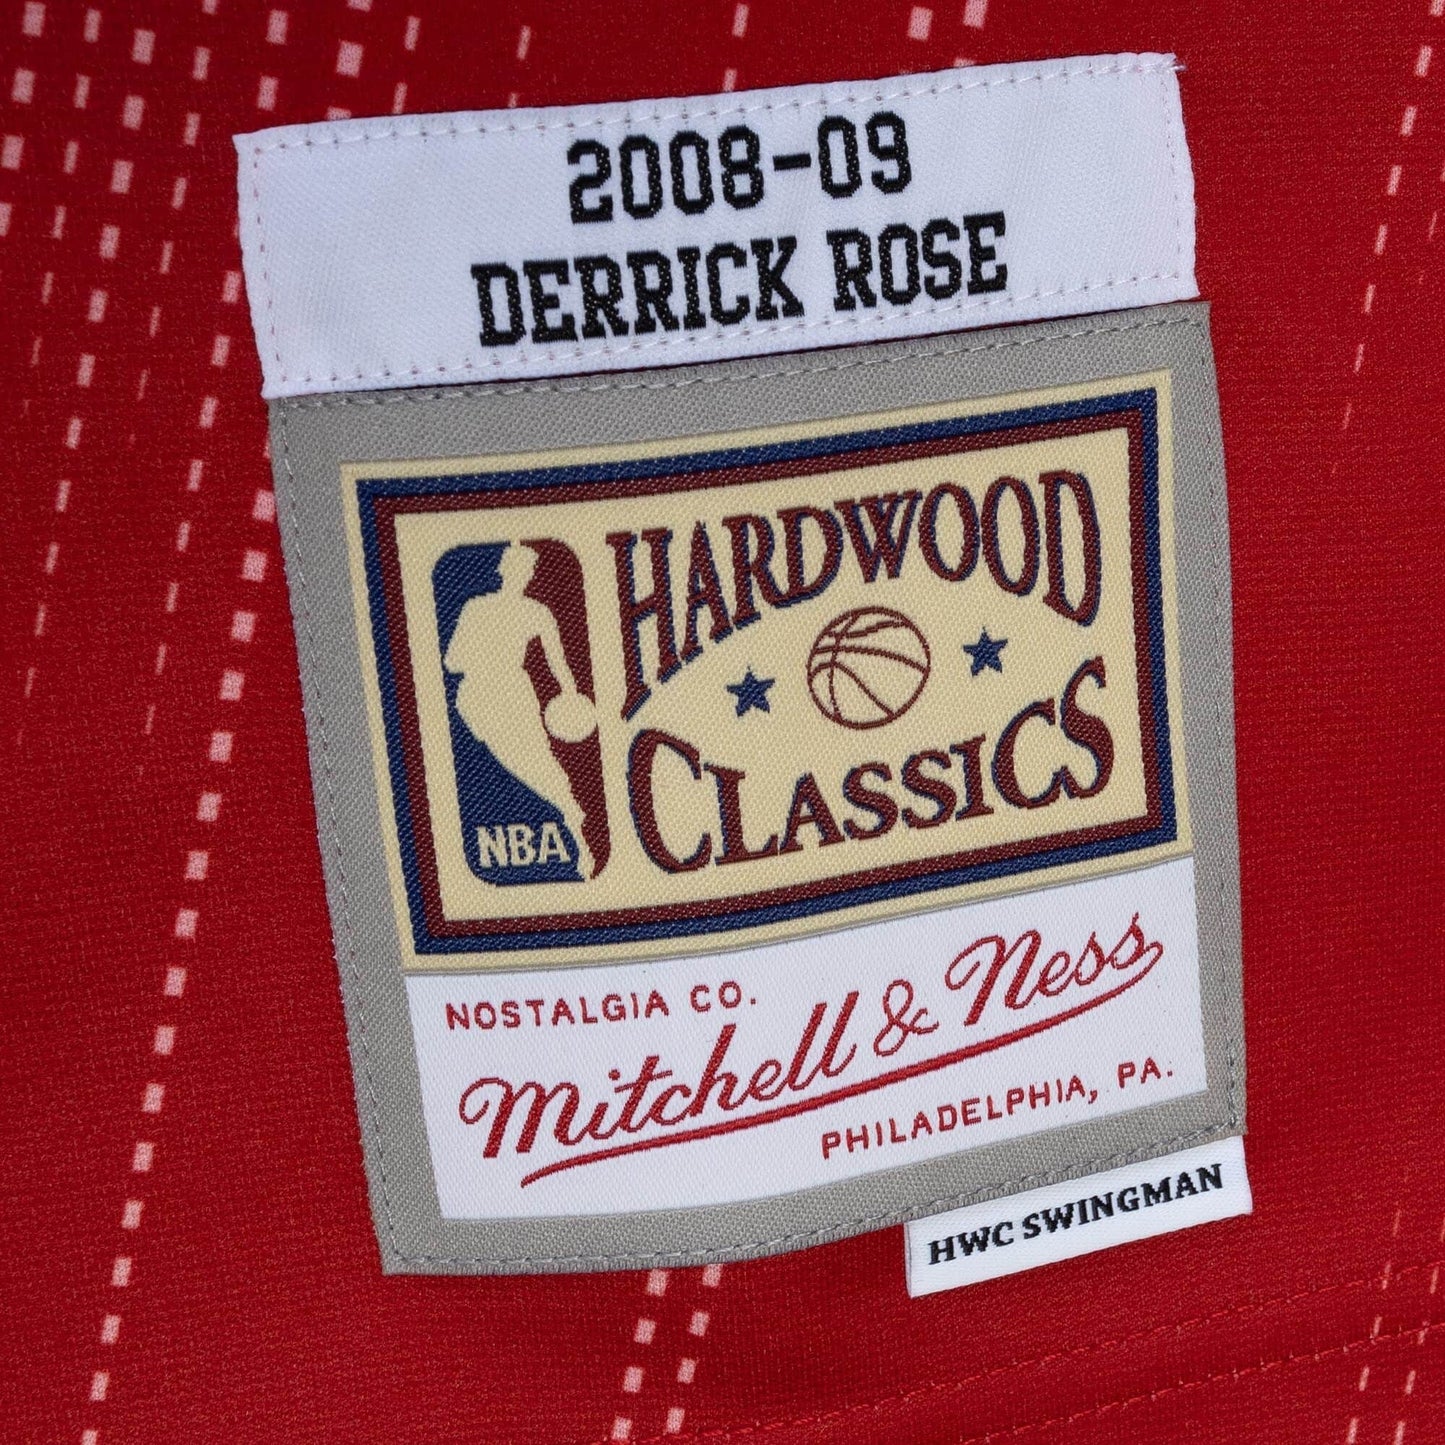 2008-09
DERRICK ROSE
HARDWOOD
CLASSICS
NBA
NOSTALGIA CO.
Mitchell & Ness
PHILADELPHIA, PA.
HWC SWINGMAN